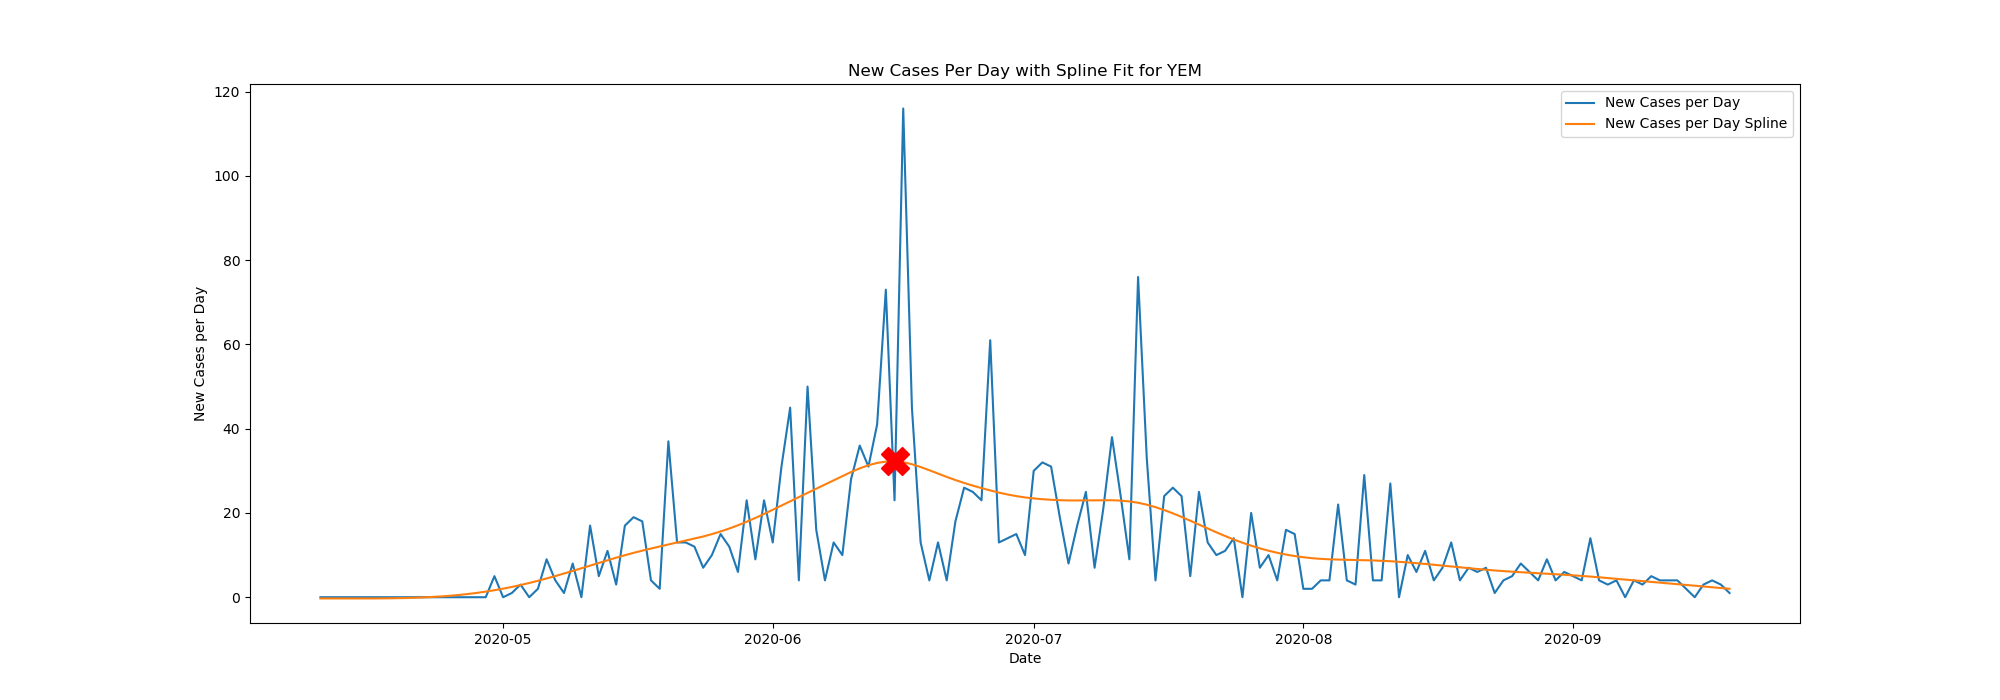 New Cases Per Day with Spline Fit for YEM
New Cases per Day
New Cases per Day Spline
120
100
80
60
40
20
0
New Cases per Day
2020-05
2020-06
2020-07
2020-08
2020-09
Date